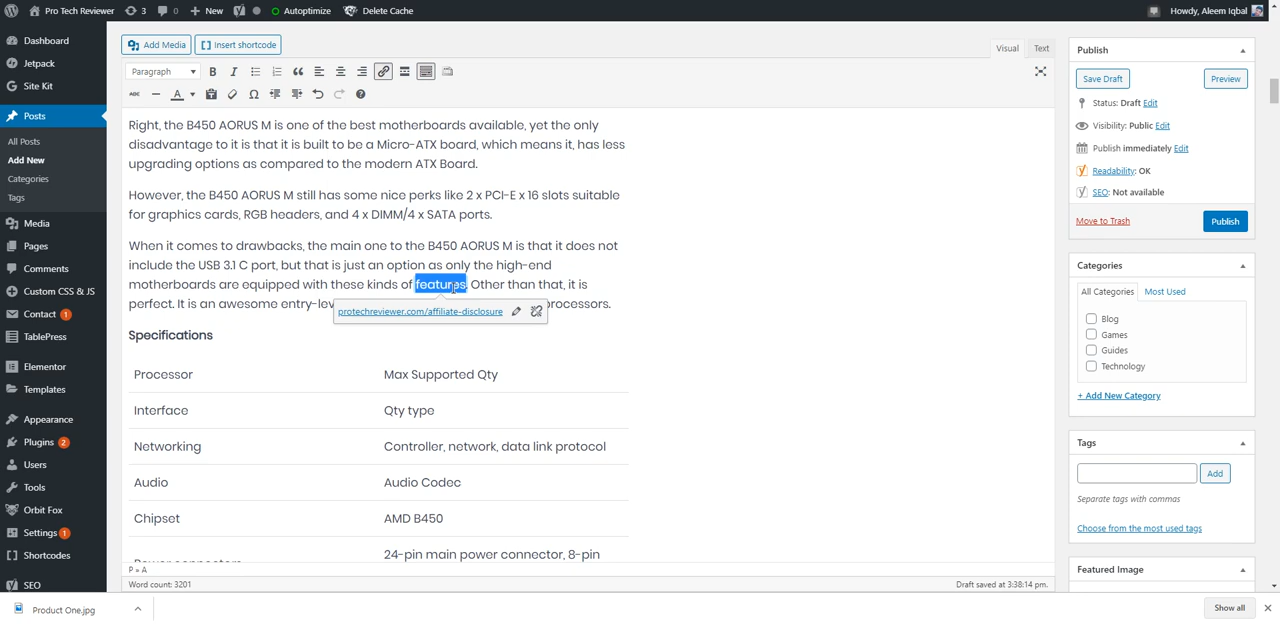 Pro Tech Reviewer 3 0 New Autoptimize Delete Cache Howdy, Aleem Iqbal
Dashboard
Jetpack
Site Kit
Posts
All Posts
Add New
Categories
Tags
Media
Pages
Comments
Custom CSS & JS
Contact 1
TablePress
Elementor
Templates
Appearance
Plugins 2
Users
Tools
Orbit Fox
Settings 1
Shortcodes
SEO
Add Media [ ] Insert shortcode Visual Text
Paragraph B I
ABC A Ω
Right, the B450 AORUS M is one of the best motherboards available, yet the only
disadvantage to it is that it is built to be a Micro-ATX board, which means it, has less
upgrading options as compared to the modern ATX Board.
However, the B450 AORUS M still has some nice perks like 2 x PCI-E x 16 slots suitable
for graphics cards, RGB headers, and 4 x DIMM/4 x SATA ports.
When it comes to drawbacks, the main one to the B450 AORUS M is that it does not
include the USB 3.1 C port, but that is just an option as only the high-end
motherboards are equipped with these kinds of features. Other than that, it is
perfect. It is an awesome entry-lev processors.
protechreviewer.com/affiliate-disclosure
Specifications
Processor Max Supported Qty
Interface Qty type
Networking Controller, network, data link protocol
Audio Audio Codec
Chipset AMD B450
24-pin main power connector, 8-pin
Power connectors
P » A
Word count: 3201 Draft saved at 3:38:14 pm.
Publish
Save Draft Preview
Status: Draft Edit
Visibility: Public Edit
Publish immediately Edit
Readability: OK
SEO: Not available
Move to Trash Publish
Categories
All Categories Most Used
Blog
Games
Guides
Technology
+ Add New Category
Tags
Add
Separate tags with commas
Choose from the most used tags
Featured Image
Product One.jpg Show all